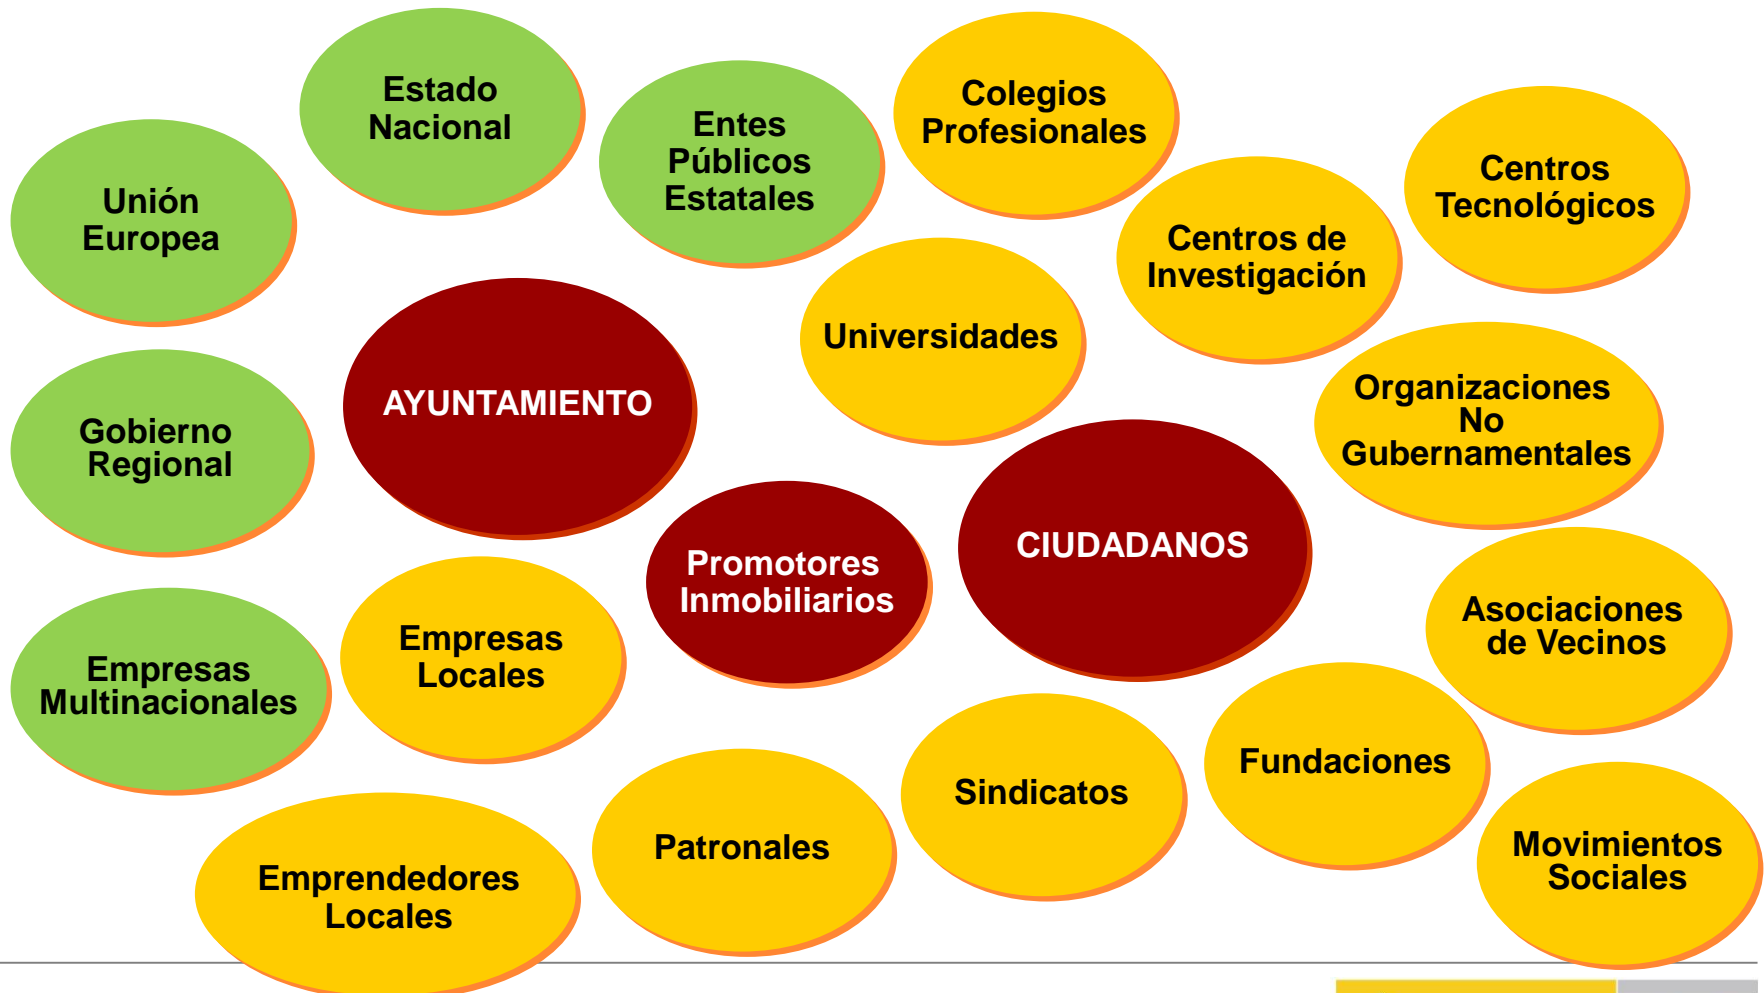 Estado
Nacional
Entes
Públicos
Estatales
Colegios
Profesionales
Centros
Tecnológicos
Unión
Europea
Centros de
Investigación
Universidades
AYUNTAMIENTO
Organizaciones
No
Gubernamentales
Gobierno
Regional
CIUDADANOS
Promotores
Inmobiliarios
Asociaciones
de Vecinos
Empresas
Locales
Empresas
Multinacionales
Fundaciones
Sindicatos
Patronales
Movimientos
Sociales
Emprendedores
Locales